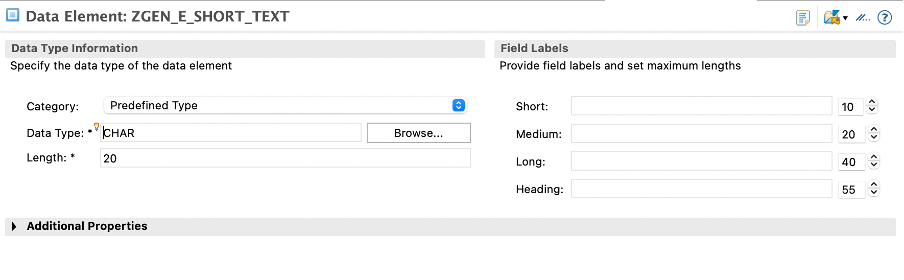 Data Element: ZGEN_E_SHORT_TEXT
Data Type Information
Specify the data type of the data element
Category: Predefined Type
Data Type: * CHAR Browse...
Length: * 20
Field Labels
Provide field labels and set maximum lengths
Short: 10
Medium: 20
Long: 40
Heading: 55
Additional Properties